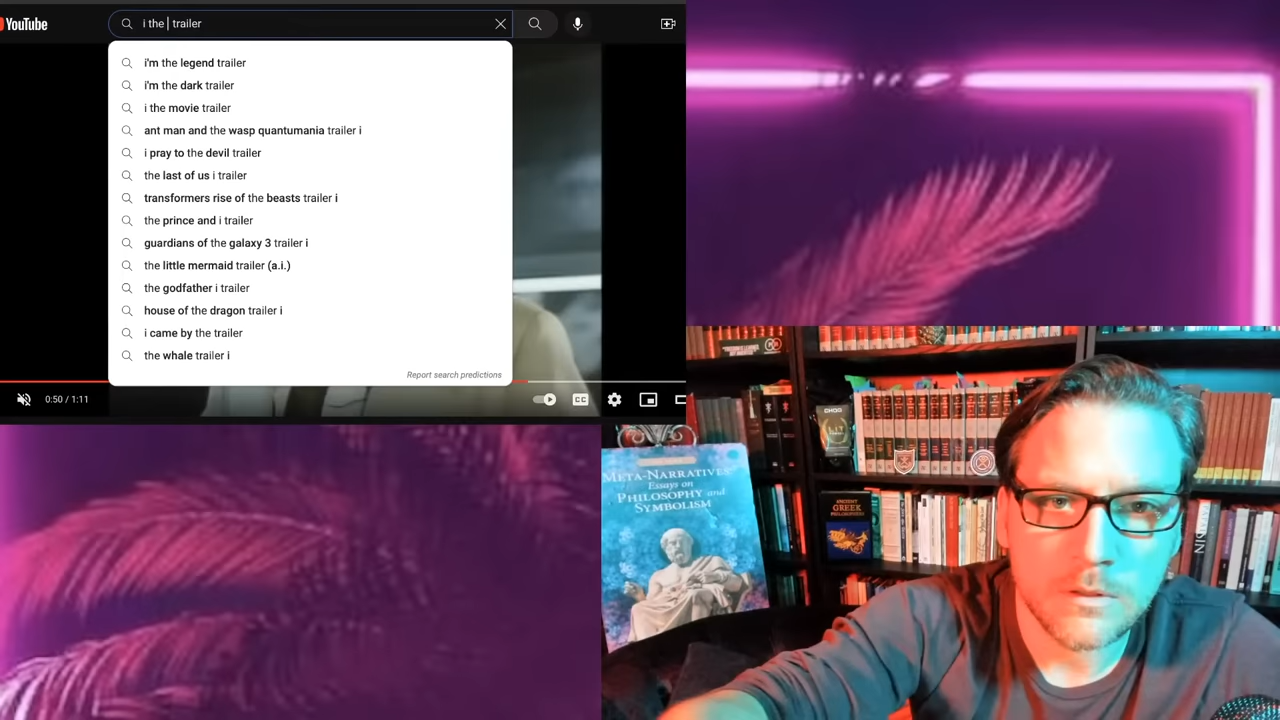 YouTube
i the trailer
i'm the legend trailer
i'm the dark trailer
i the movie trailer
ant man and the wasp quantumania trailer i
i pray to the devil trailer
the last of us i trailer
transformers rise of the beasts trailer i
the prince and i trailer
guardians of the galaxy 3 trailer i
the little mermaid trailer (a.i.)
the godfather i trailer
house of the dragon trailer i
i came by the trailer
the whale trailer i
Report search predictions
0:50 / 1:11
CC
META-NARRATIVES
Essays on
PHILOSOPHY and
SYMBOLISM
CHOQ
ANCIENT
GREEK
PHILOSOPHERS